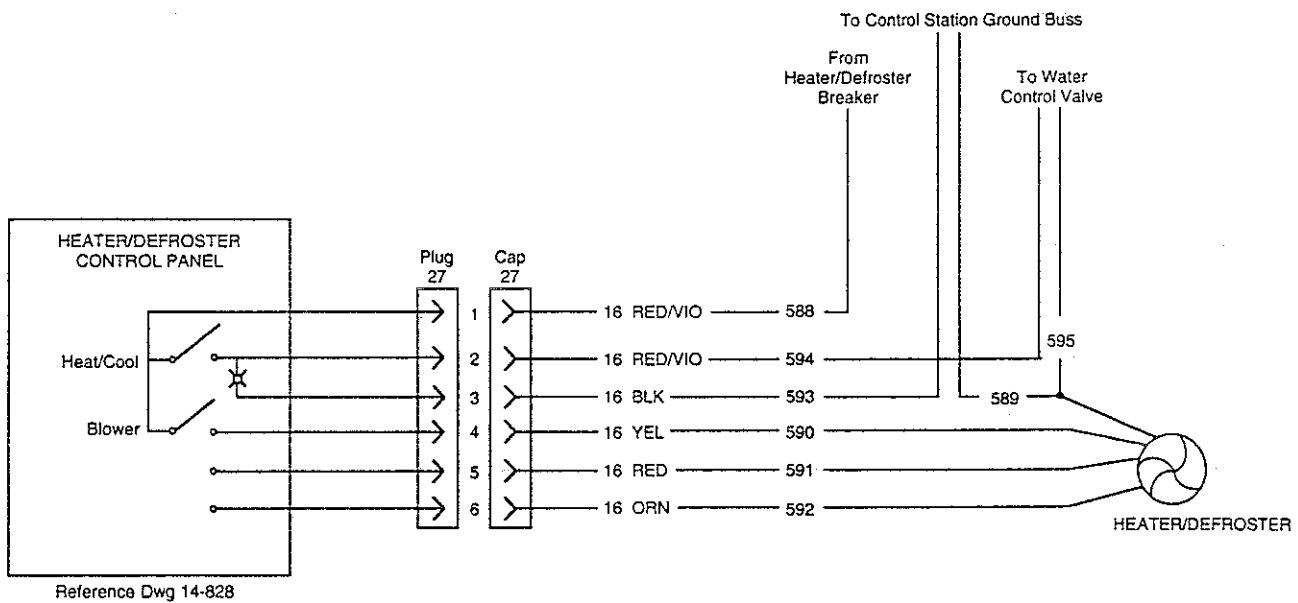 To Control Station Ground Buss
From
Heater/Defroster
Breaker
To Water
Control Valve
HEATER/DEFROSTER
CONTROL PANEL
Plug
27
Cap
27
1
16 RED/VIO
588
Heat/Cool
2
16 RED/VIO
594
595
3
16 BLK
593
589
Blower
4
16 YEL
590
5
16 RED
591
6
16 ORN
592
HEATER/DEFROSTER
Reference Dwg 14-828